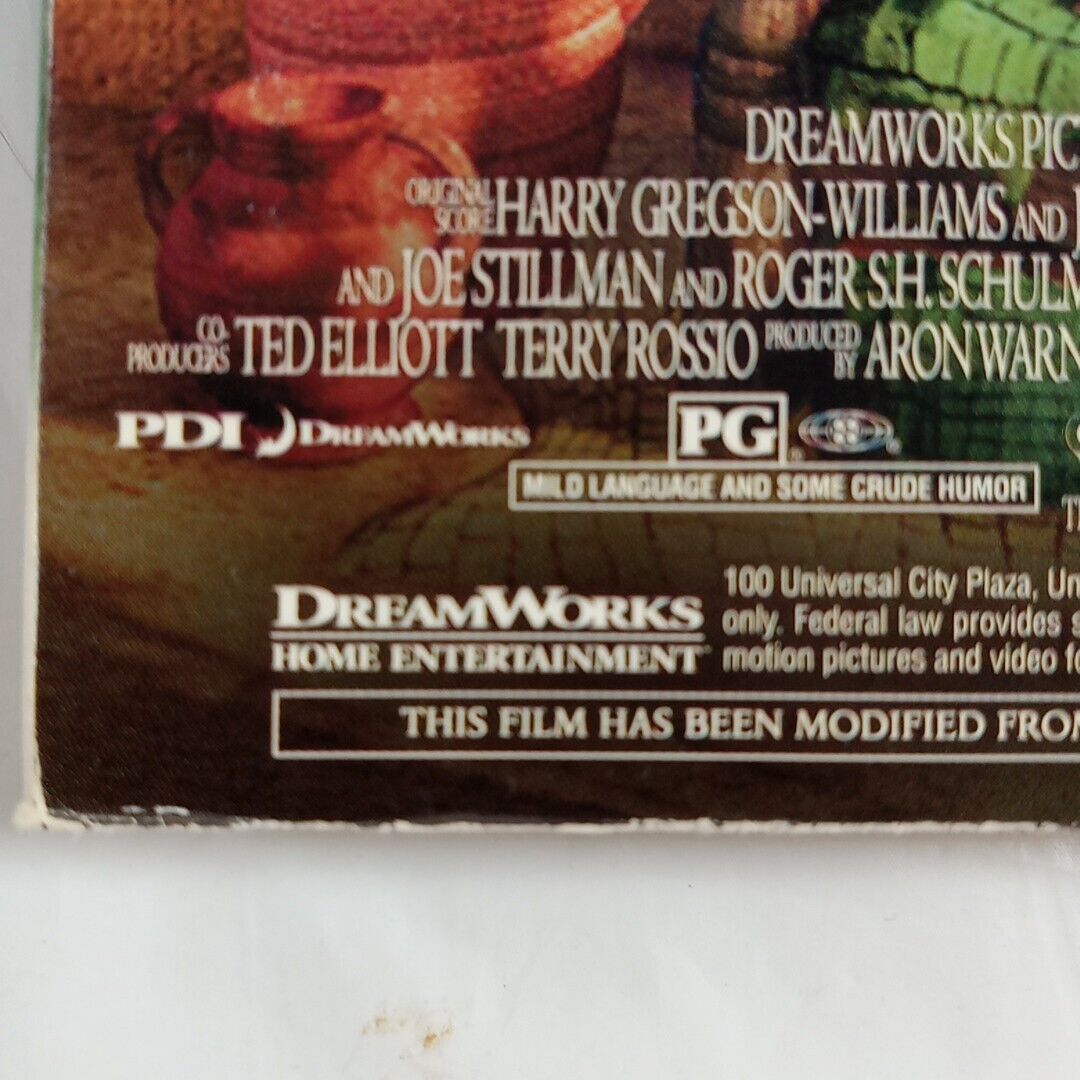 DREAMWORKS PIC
ORIGINAL SCORE HARRY GREGSON-WILLIAMS AND J
AND JOE STILLMAN AND ROGER S.H. SCHULM
CO-PRODUCERS TED ELLIOTT TERRY ROSSIO PRODUCED BY ARON WARN
PDI DREAMWORKS PG
MILD LANGUAGE AND SOME CRUDE HUMOR
T
DREAMWORKS
HOME ENTERTAINMENT
100 Universal City Plaza, Un
only. Federal law provides s
motion pictures and video fo
THIS FILM HAS BEEN MODIFIED FROM